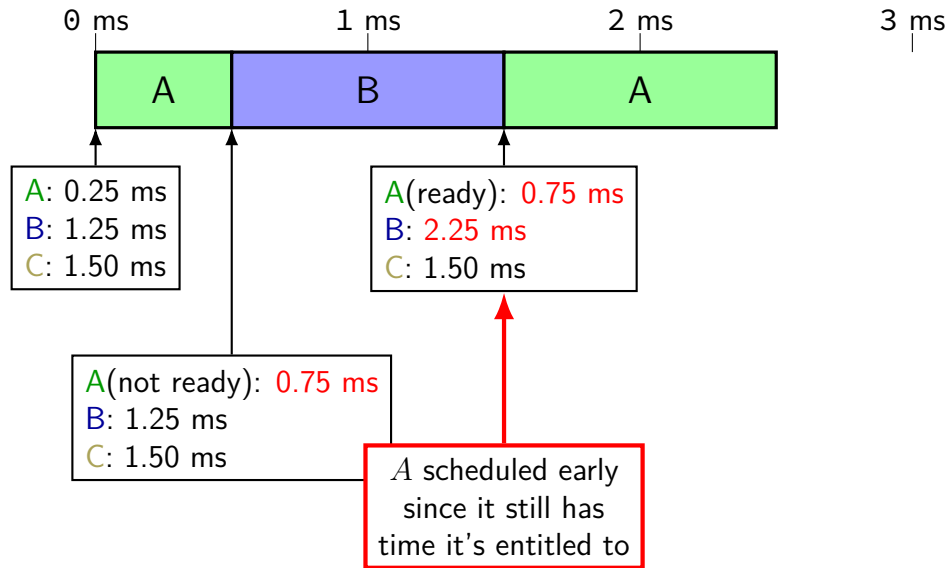 0 ms 1 ms 2 ms 3 ms
A B A
A: 0.25 ms
B: 1.25 ms
C: 1.50 ms
A(ready): 0.75 ms
B: 2.25 ms
C: 1.50 ms
A(not ready): 0.75 ms
B: 1.25 ms
C: 1.50 ms
A scheduled early
since it still has
time it's entitled to